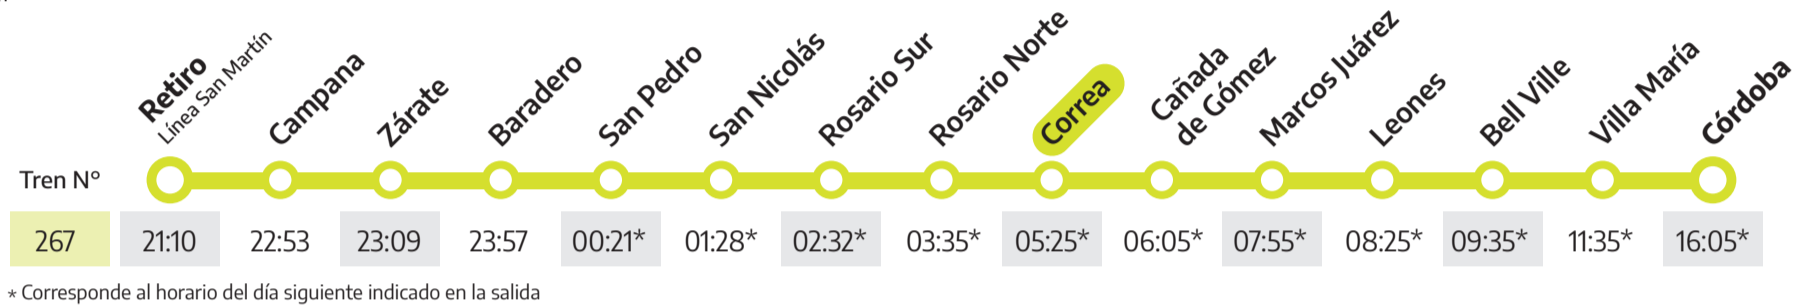 Retiro
Línea San Martín
Campana
Zárate
Baradero
San Pedro
San Nicolás
Rosario Sur
Rosario Norte
Correa
Cañada
de Gómez
Marcos Juárez
Leones
Bell Ville
Villa María
Córdoba
Tren N°
267 21:10 22:53 23:09 23:57 00:21* 01:28* 02:32* 03:35* 05:25* 06:05* 07:55* 08:25* 09:35* 11:35* 16:05*
* Corresponde al horario del día siguiente indicado en la salida